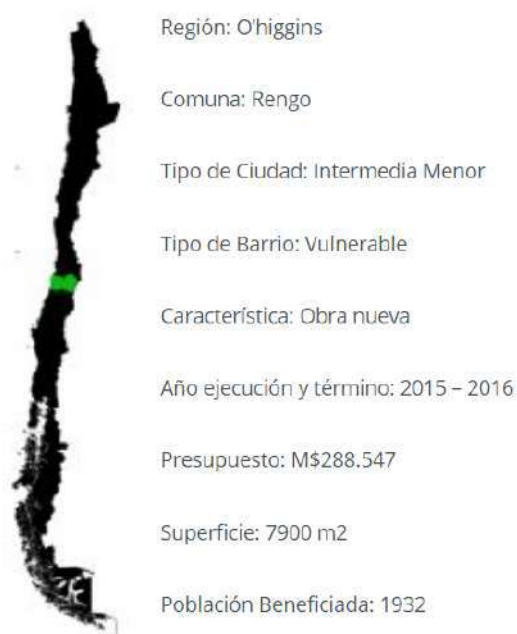 Región: O'higgins
Comuna: Rengo
Tipo de Ciudad: Intermedia Menor
Tipo de Barrio: Vulnerable
Característica: Obra nueva
Año ejecución y término: 2015 – 2016
Presupuesto: M$288.547
Superficie: 7900 m2
Población Beneficiada: 1932